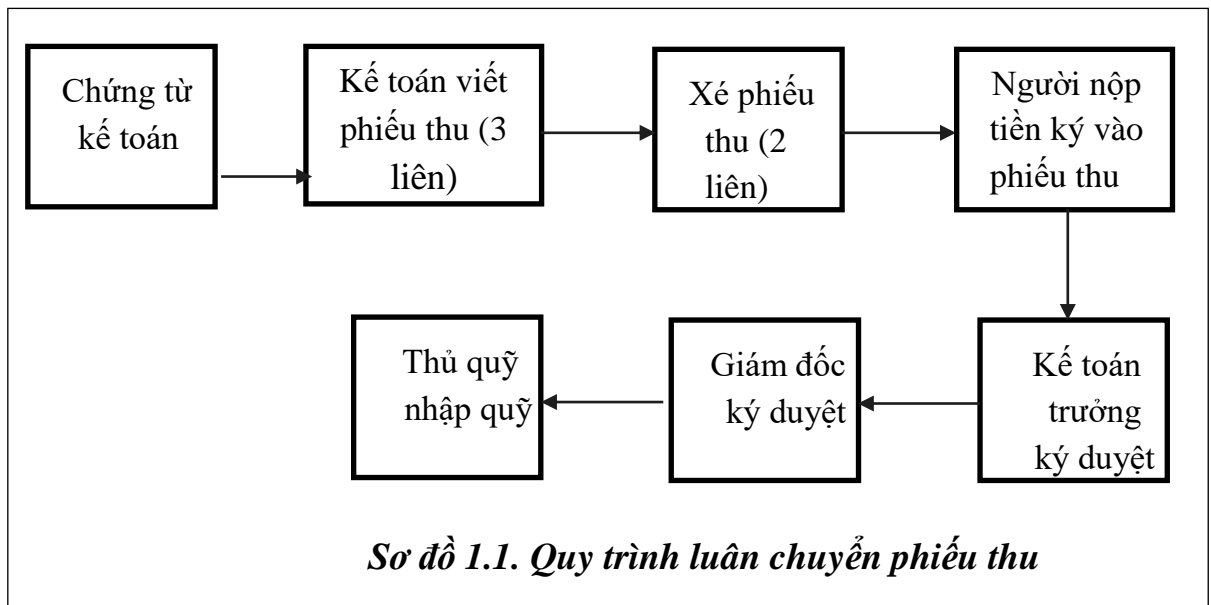 Chứng từ
kế toán
Kế toán viết
phiếu thu (3
liên)
Xé phiếu
thu (2
liên)
Người nộp
tiền ký vào
phiếu thu
Thủ quỹ
nhập quỹ
Giám đốc
ký duyệt
Kế toán
trưởng
ký duyệt
Sơ đồ 1.1. Quy trình luân chuyển phiếu thu